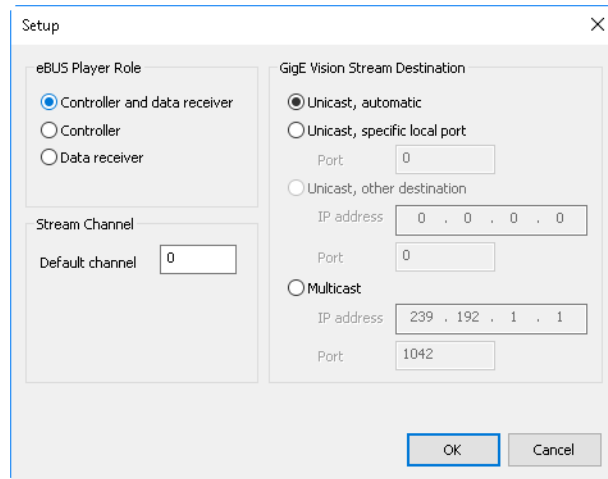 Setup
eBUS Player Role
Controller and data receiver
Controller
Data receiver
Stream Channel
Default channel 0
GigE Vision Stream Destination
Unicast, automatic
Unicast, specific local port
Port 0
Unicast, other destination
IP address 0 . 0 . 0 . 0
Port 0
Multicast
IP address 239 . 192 . 1 . 1
Port 1042
OK Cancel